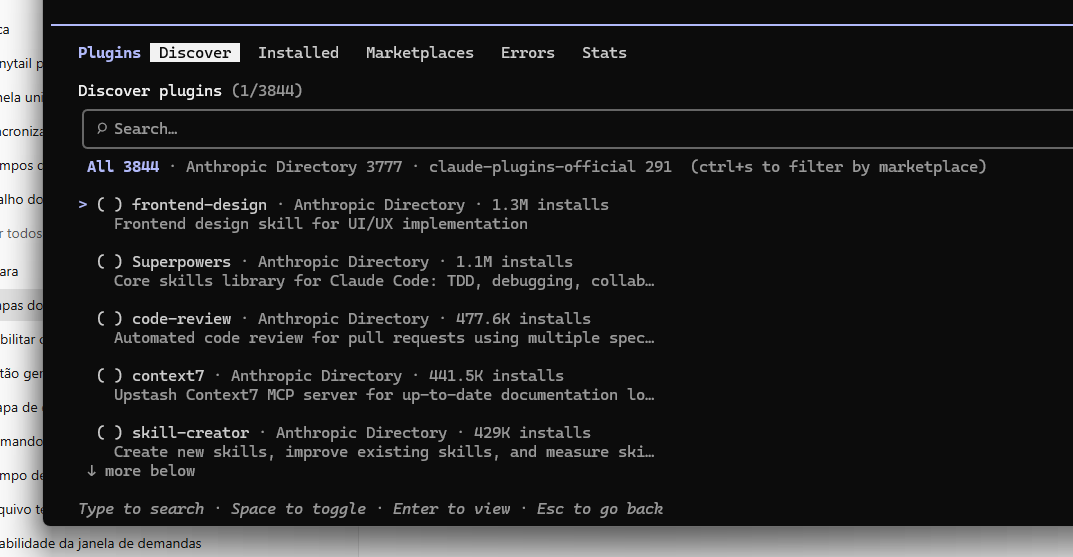 ca
Plugins Discover Installed Marketplaces Errors Stats
nytail p
Discover plugins (1/3844)
nela uni
Search…
ncroniza
All 3844 · Anthropic Directory 3777 · claude-plugins-official 291 (ctrl+s to filter by marketplace)
mpos d
> ( ) frontend-design · Anthropic Directory · 1.3M installs
alho do
Frontend design skill for UI/UX implementation
r todos
( ) Superpowers · Anthropic Directory · 1.1M installs
ara
Core skills library for Claude Code: TDD, debugging, collab…
apas do
( ) code-review · Anthropic Directory · 477.6K installs
bilitar
Automated code review for pull requests using multiple spec…
tão ger
( ) context7 · Anthropic Directory · 441.5K installs
Upstash Context7 MCP server for up-to-date documentation lo…
apa de
( ) skill-creator · Anthropic Directory · 429K installs
mando
Create new skills, improve existing skills, and measure ski…
↓ more below
mpo de
Type to search · Space to toggle · Enter to view · Esc to go back
quivo te
abilidade da janela de demandas